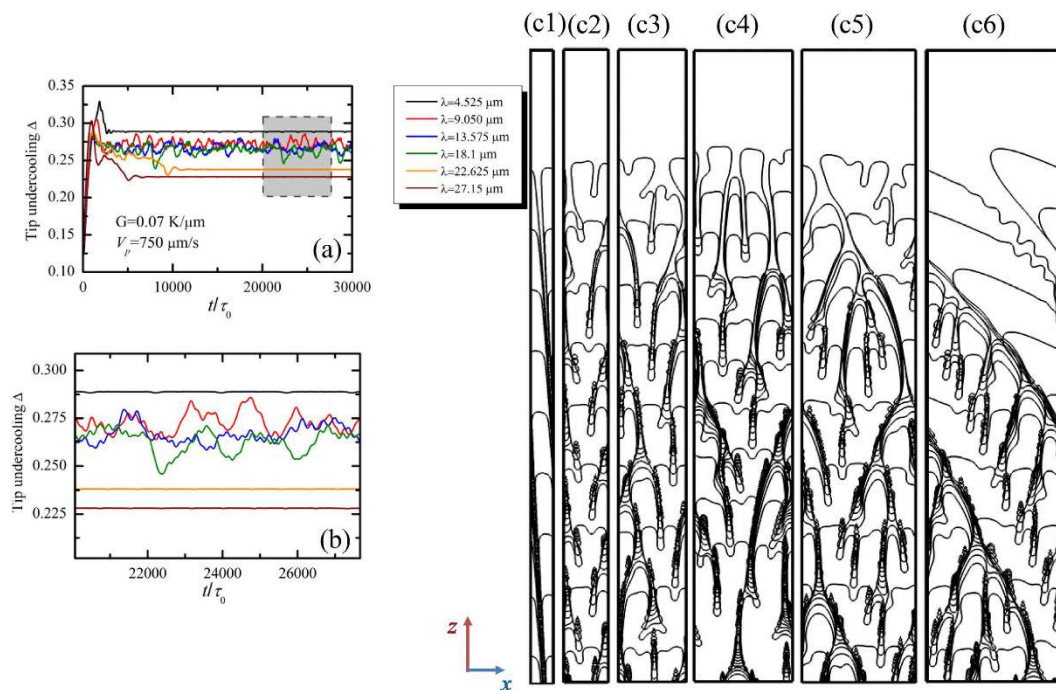 (c1) (c2) (c3) (c4) (c5) (c6)
Tip undercooling Δ
0.35
0.30
0.25
0.20
0.15
0.10
G=0.07 K/μm
V_p=750 μm/s
(a)
0 10000 20000 30000
t/τ₀
λ=4.525 μm
λ=9.050 μm
λ=13.575 μm
λ=18.1 μm
λ=22.625 μm
λ=27.15 μm
Tip undercooling Δ
0.300
0.275
0.250
0.225
(b)
22000 24000 26000
t/τ₀
z
x